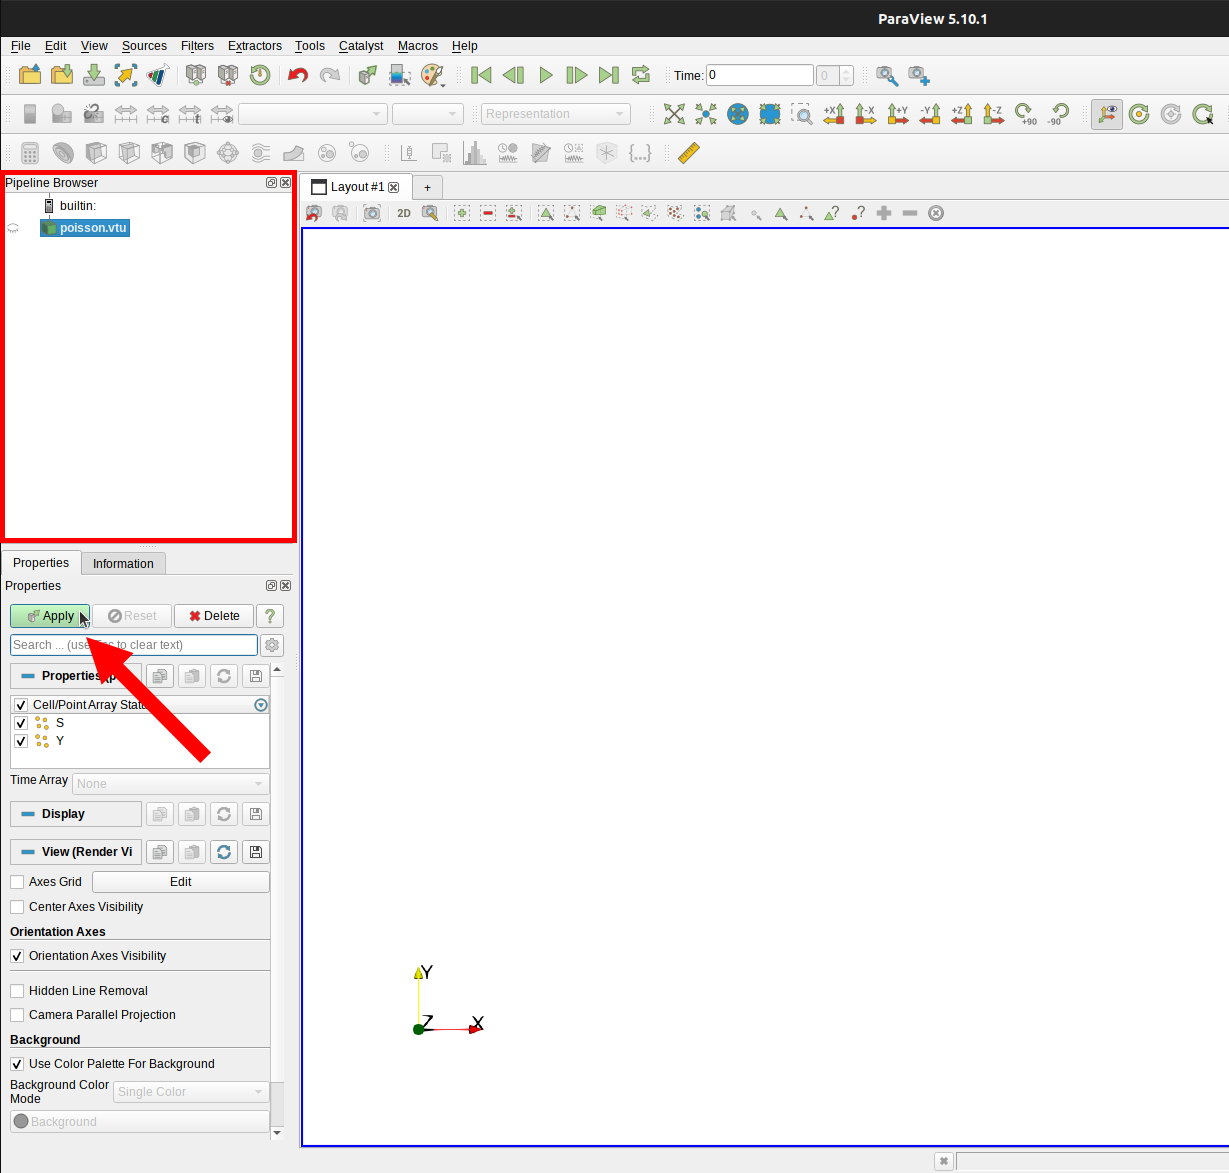 ParaView 5.10.1
File Edit View Sources Filters Extractors Tools Catalyst Macros Help
Time: 0 0
Representation +X -X +Y -Y +Z -Z +90 -90
Pipeline Browser
builtin:
poisson.vtu
Layout #1 +
2D
Properties Information
Properties
Apply Reset Delete ?
Search ... (use to clear text)
Properties
Cell/Point Array
S
Y
Time Array None
Display
View (Render Vi
Axes Grid Edit
Center Axes Visibility
Orientation Axes
Orientation Axes Visibility
Hidden Line Removal
Camera Parallel Projection
Background
Use Color Palette For Background
Background Color Mode Single Color
Background
Y
Z X